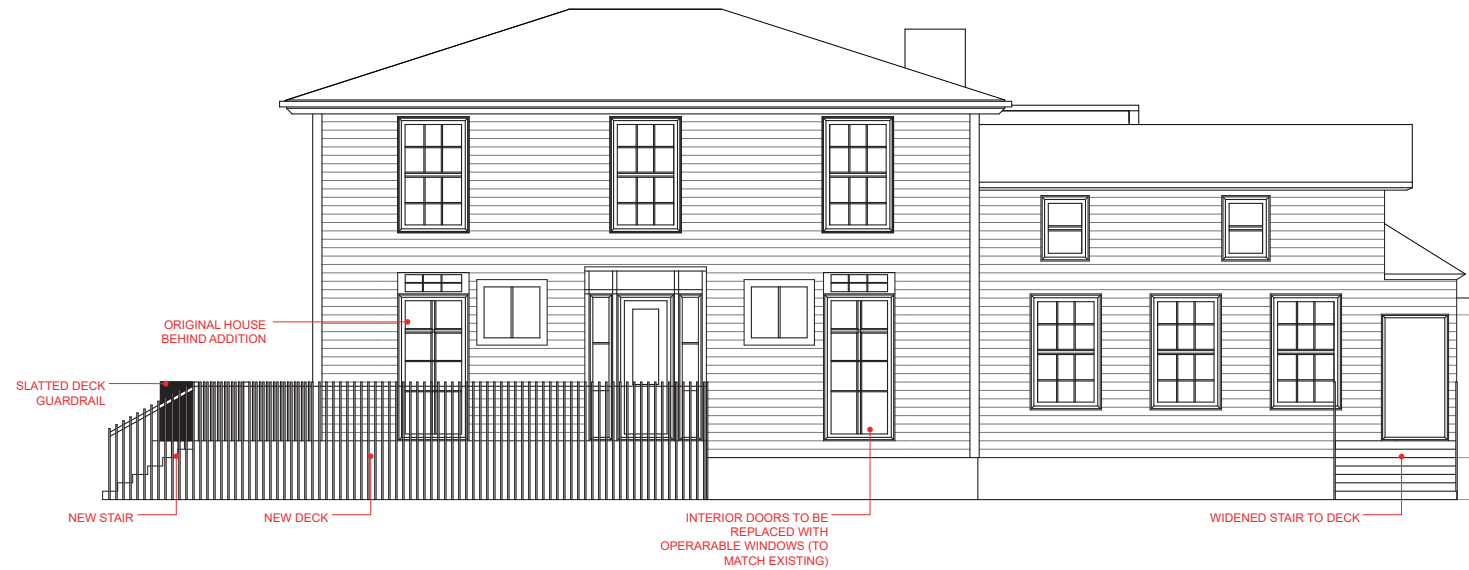 ORIGINAL HOUSE
BEHIND ADDITION
SLATTED DECK
GUARDRAIL
NEW STAIR
NEW DECK
INTERIOR DOORS TO BE
REPLACED WITH
OPERARABLE WINDOWS (TO
MATCH EXISTING)
WIDENED STAIR TO DECK